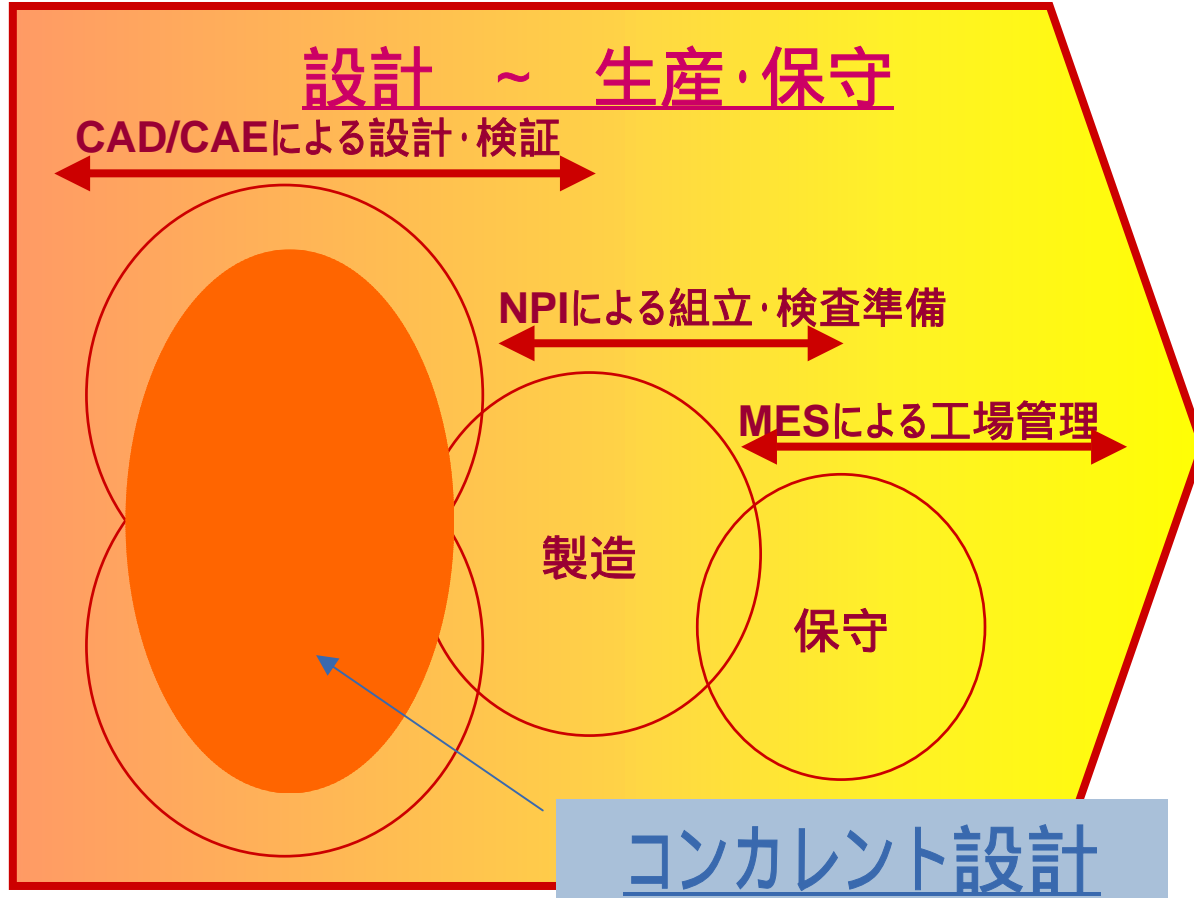 設計 ~ 生産・保守
CAD/CAEによる設計・検証
NPIによる組立・検査準備
MESによる工場管理
製造
保守
コンカレント設計